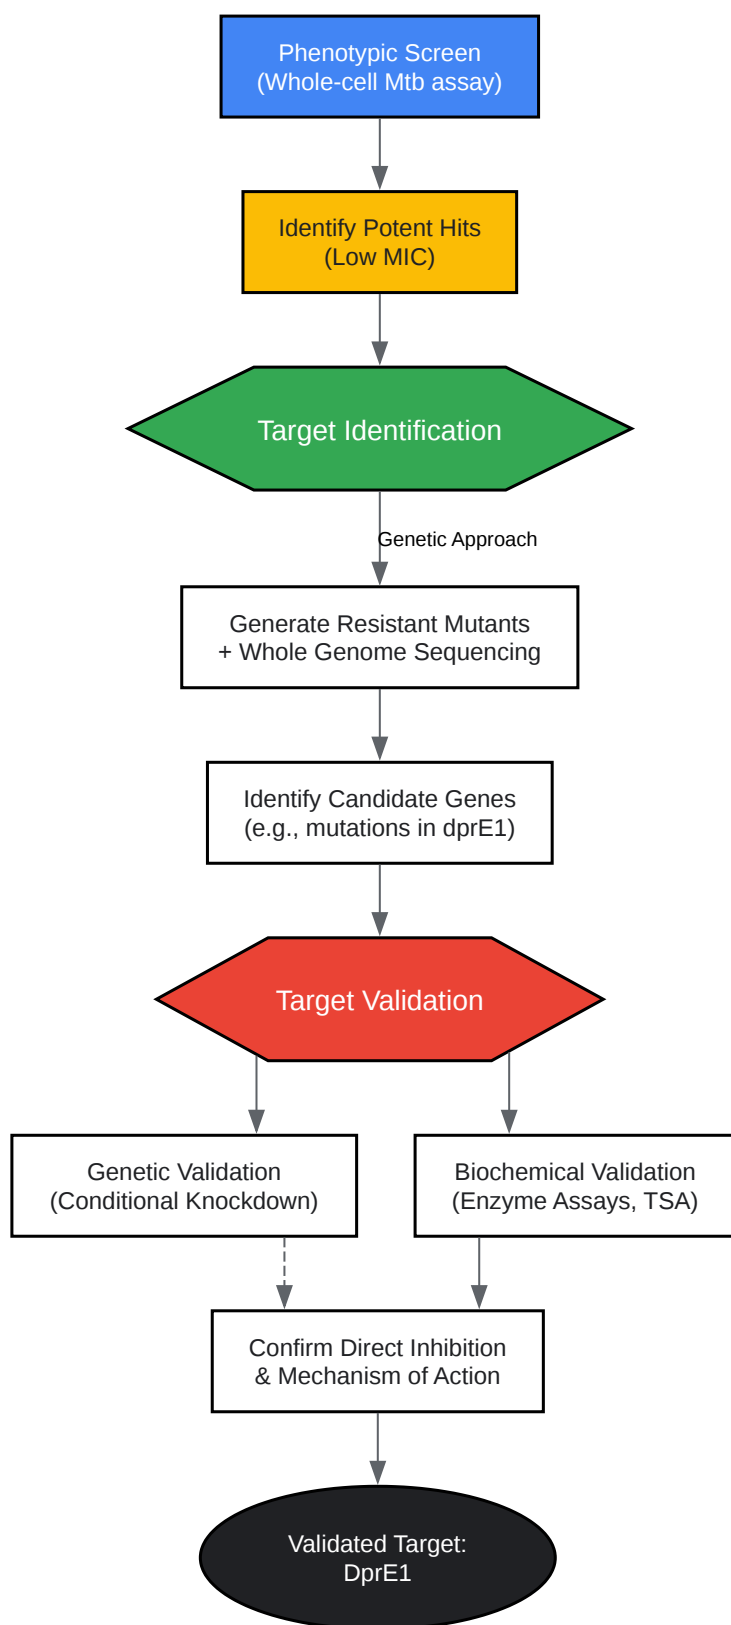 Phenotypic Screen
(Whole-cell Mtb assay)
Identify Potent Hits
(Low MIC)
Target Identification
Genetic Approach
Generate Resistant Mutants
+ Whole Genome Sequencing
Identify Candidate Genes
(e.g., mutations in dprE1)
Target Validation
Genetic Validation
(Conditional Knockdown)
Biochemical Validation
(Enzyme Assays, TSA)
Confirm Direct Inhibition
& Mechanism of Action
Validated Target:
DprE1